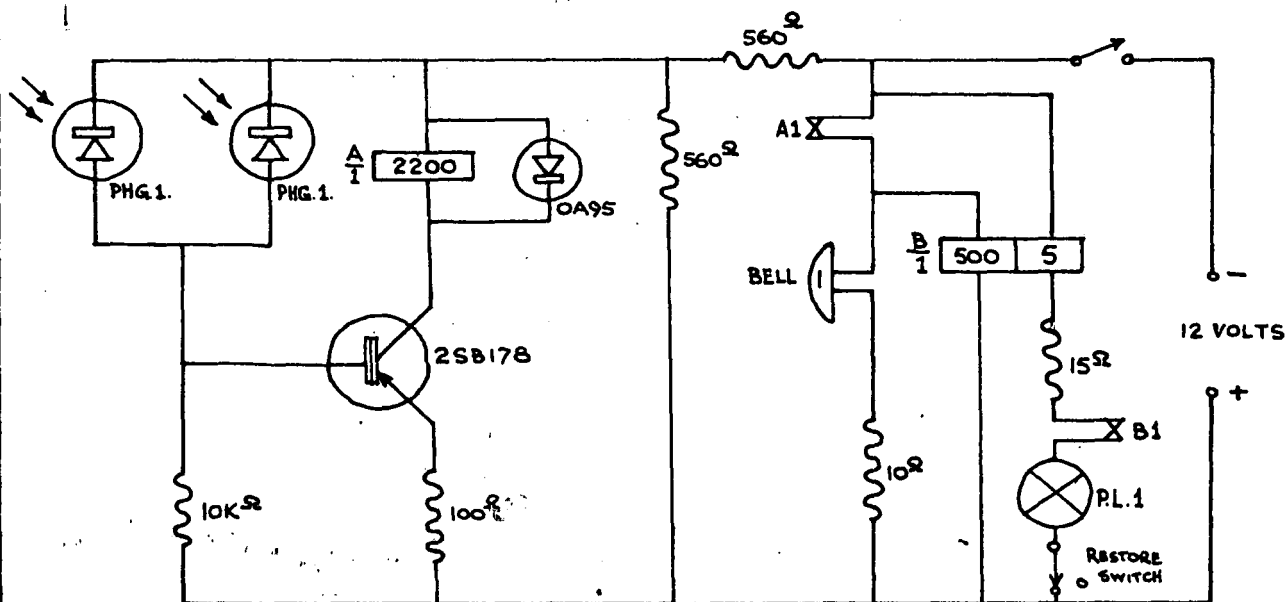 560Ω
A1
560Ω
A
1
2200
PHG.1.
PHG.1.
OA95
B
1
500
5
BELL
-
12 VOLTS
+
2SB178
15Ω
B1
10Ω
P.L.1
10KΩ
100Ω
RESTORE
SWITCH